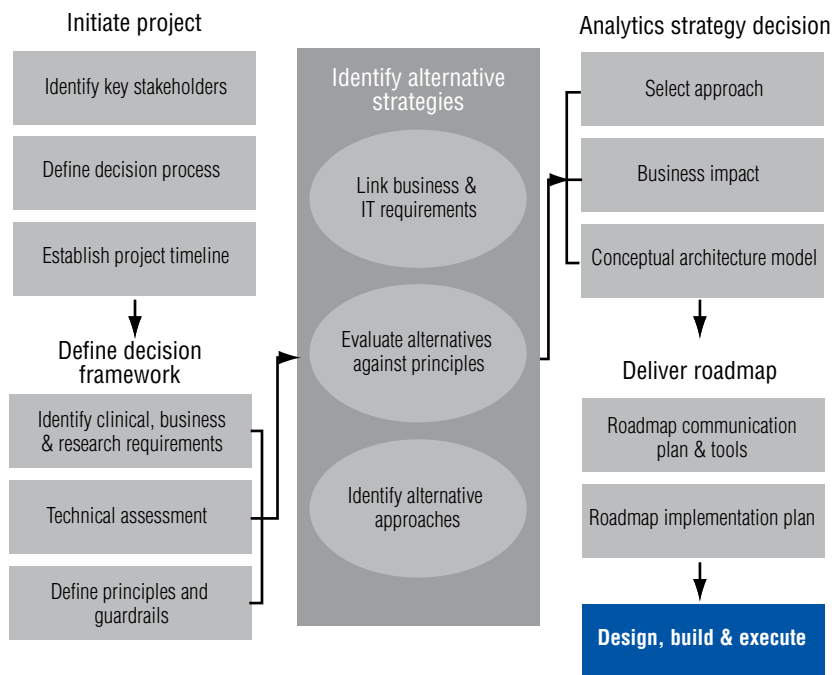 Initiate project
Identify key stakeholders
Define decision process
Establish project timeline
Define decision
framework
Identify clinical, business
& research requirements
Technical assessment
Define principles and
guardrails
Identify alternative
strategies
Link business &
IT requirements
Evaluate alternatives
against principles
Identify alternative
approaches
Analytics strategy decision
Select approach
Business impact
Conceptual architecture model
Deliver roadmap
Roadmap communication
plan & tools
Roadmap implementation plan
Design, build & execute